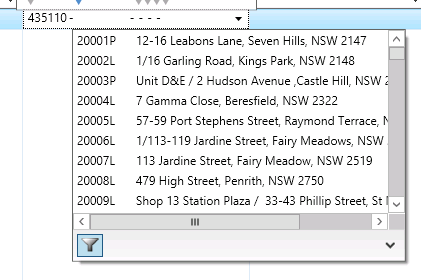 435110-        - - - -
20001P 12-16 Leabons Lane, Seven Hills, NSW 2147
20002L 1/16 Garling Road, Kings Park, NSW 2148
20003P Unit D&E / 2 Hudson Avenue ,Castle Hill, NSW 2
20004L 7 Gamma Close, Beresfield, NSW 2322
20005L 57-59 Port Stephens Street, Raymond Terrace, N
20006L 1/113-119 Jardine Street, Fairy Meadows, NSW
20007L 113 Jardine Street, Fairy Meadow, NSW 2519
20008L 479 High Street, Penrith, NSW 2750
20009L Shop 13 Station Plaza / 33-43 Phillip Street, St